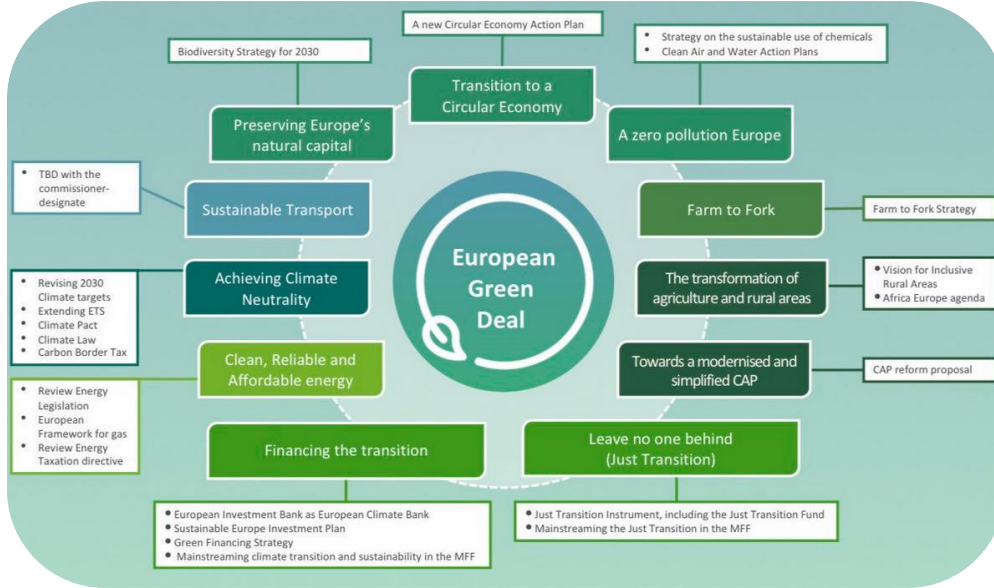 A new Circular Economy Action Plan
Biodiversity Strategy for 2030
• Strategy on the sustainable use of chemicals
• Clean Air and Water Action Plans
Transition to a
Circular Economy
Preserving Europe's
natural capital
A zero pollution Europe
• TBD with the
commissioner-
designate
Sustainable Transport
Farm to Fork
Farm to Fork Strategy
European
Green
Deal
Achieving Climate
Neutrality
The transformation of
agriculture and rural areas
• Vision for Inclusive
Rural Areas
• Africa Europe agenda
• Revising 2030
Climate targets
• Extending ETS
• Climate Pact
• Climate Law
• Carbon Border Tax
Clean, Reliable and
Affordable energy
Towards a modernised and
simplified CAP
CAP reform proposal
• Review Energy
Legislation
• European
Framework for gas
• Review Energy
Taxation directive
Financing the transition
Leave no one behind
(Just Transition)
• European Investment Bank as European Climate Bank
• Sustainable Europe Investment Plan
• Green Financing Strategy
• Mainstreaming climate transition and sustainability in the MFF
• Just Transition Instrument, including the Just Transition Fund
• Mainstreaming the Just Transition in the MFF